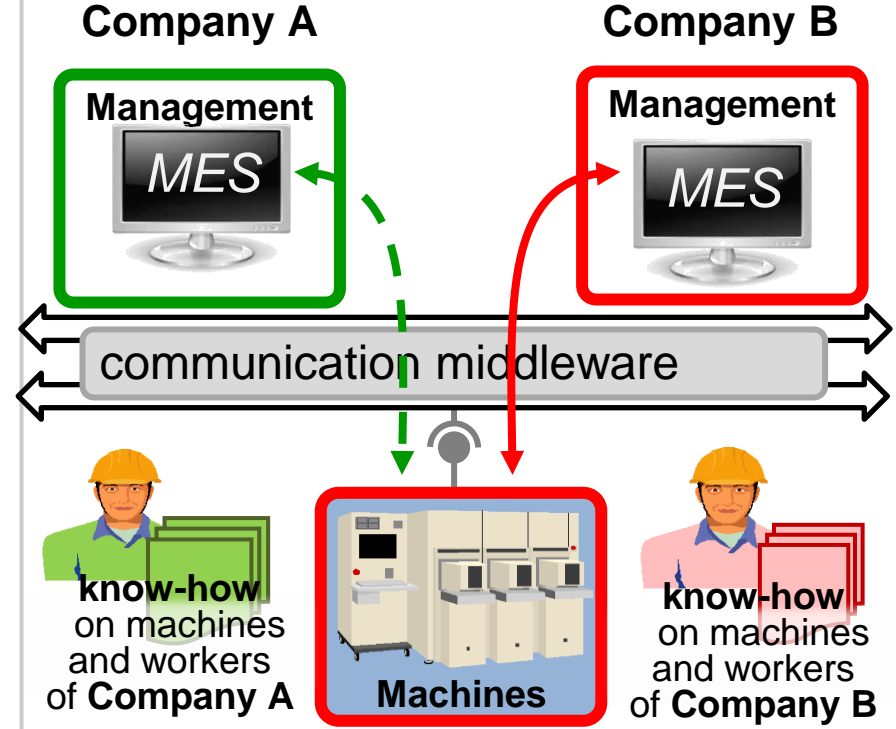 Company A
Company B
Management
MES
Management
MES
communication middleware
know-how
on machines
and workers
of Company A
Machines
know-how
on machines
and workers
of Company B